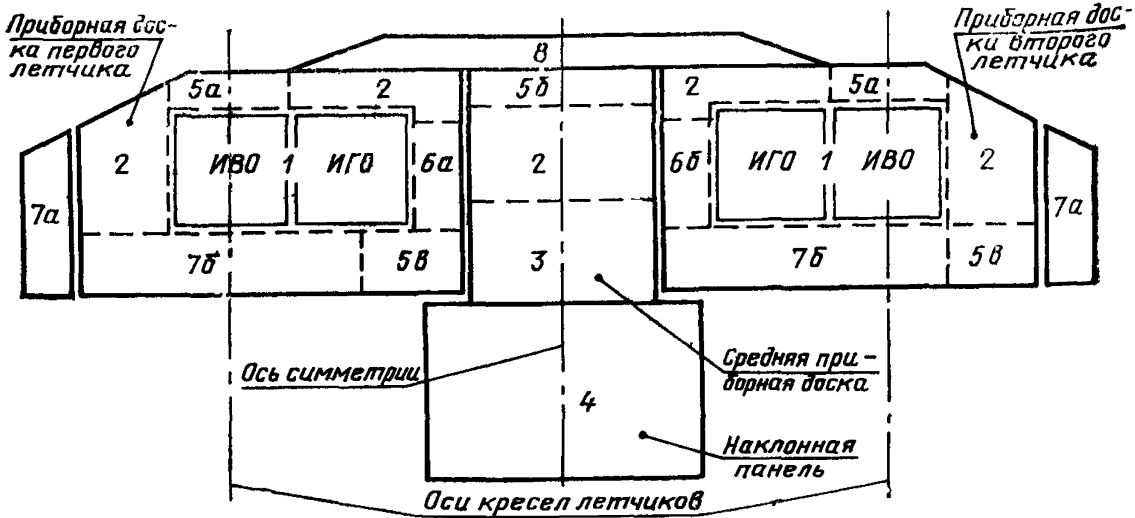 Приборная дос-
ка первого
летчика
Приборная дос-
ки второго
летчика
8
5а
2
5б
2
5а
2
ИВО
1
ИГО
6а
2
6б
ИГО
1
ИВО
2
7а
7а
7б
5в
3
7б
5в
Ось симметрии
Средняя при-
борная доска
4
Наклонная
панель
Оси кресел летчиков